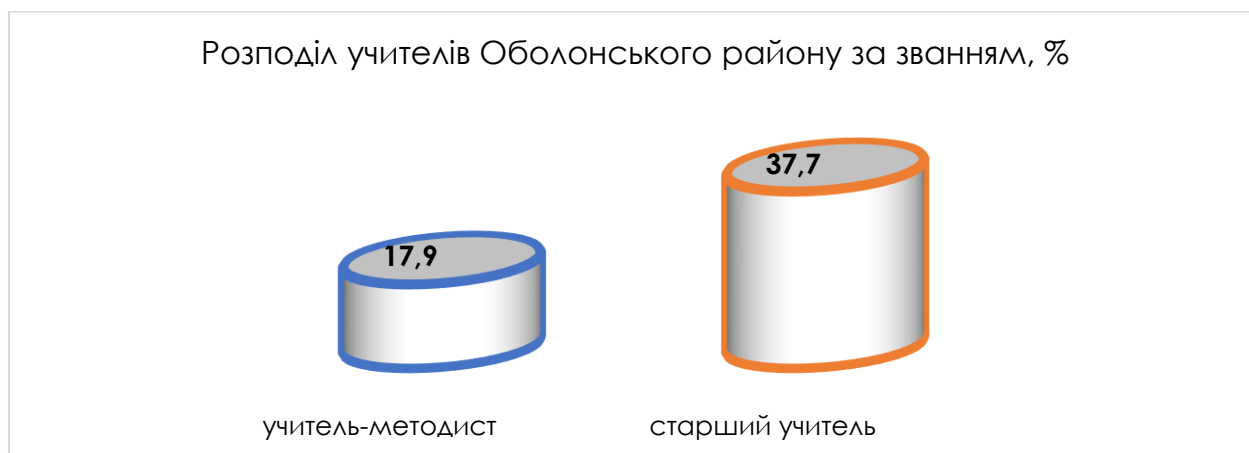 Розподіл учителів Оболонського району за званням, %
37,7
17,9
учитель-методист старший учитель